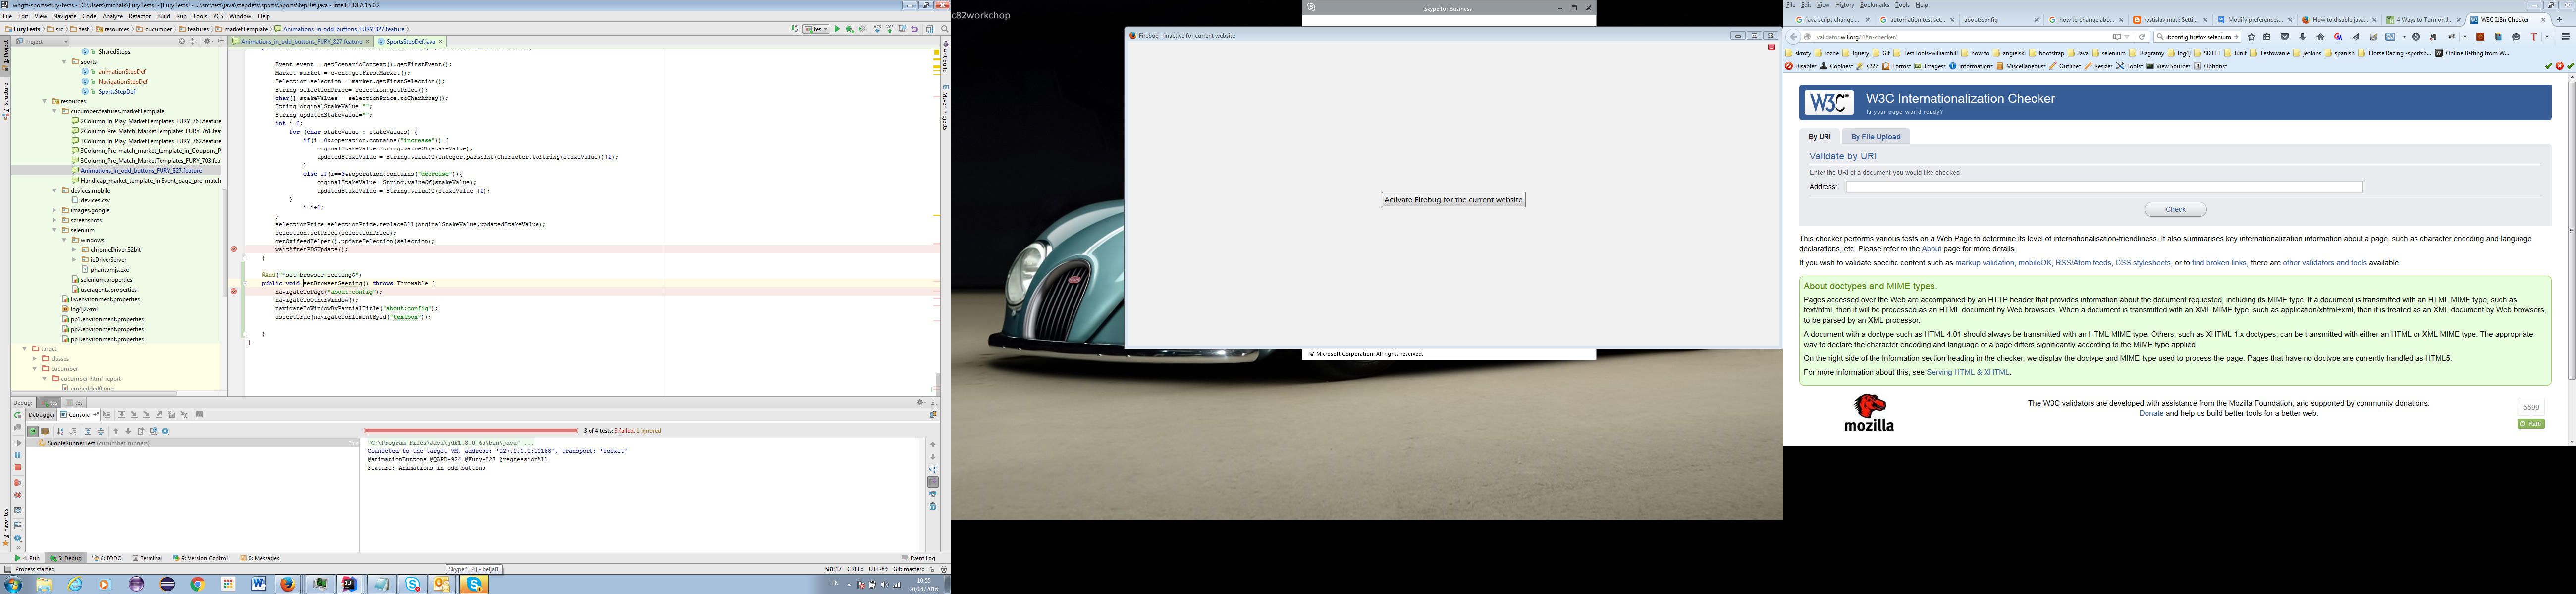 whgtf-sports-fury-tests - [C:\Users\michalk\FuryTests] - [FuryTests] - ...\src\test\java\stepdefs\sports\SportsStepDef.java - IntelliJ IDEA 15.0.2
File Edit View Navigate Code Analyze Refactor Build Run Tools VCS Window Help
FuryTests src test resources cucumber features marketTemplate Animations_in_odd_buttons_FURY_827.feature
tes
Project
Animations_in_odd_buttons_FURY_827.feature SportsStepDef.java
SharedSteps
sports
animationStepDef
NavigationStepDef
SportsStepDef
resources
cucumber.features.marketTemplate
2Column_In_Play_MarketTemplates_FURY_763.feature
2Column_Pre_Match_MarketTemplates_FURY_761.fea
3Column_In_Play_MarketTemplates_FURY_762.feature
3Column_Pre-match_market_template_in_Coupons_P
3Column_Pre_Match_MarketTemplates_FURY_703.fea
Animations_in_odd_buttons_FURY_827.feature
Handicap_market_template_in Event_page_pre-match
devices.mobile
devices.csv
images.google
screenshots
selenium
windows
chromeDriver.32bit
ieDriverServer
phantomjs.exe
selenium.properties
useragents.properties
liv.environment.properties
log4j2.xml
pp1.environment.properties
pp2.environment.properties
pp3.environment.properties
target
classes
cucumber
cucumber-html-report
embedded0.png
Event event = getScenarioContext().getFirstEvent();
Market market = event.getFirstMarket();
Selection selection = market.getFirstSelection();
String selectionPrice= selection.getPrice();
char[] stakeValues = selectionPrice.toCharArray();
String orginalStakeValue="";
String updatedStakeValue="";
int i=0;
for (char stakeValue : stakeValues) {
if(i==0&&operation.contains("increase")) {
orginalStakeValue=String.valueOf(stakeValue);
updatedStakeValue = String.valueOf(Integer.parseInt(Character.toString(stakeValue))+2);
}
else if(i==3&&operation.contains("decrease")){
orginalStakeValue= String.valueOf(stakeValue);
updatedStakeValue = String.valueOf(stakeValue +2);
}
i=i+1;
}
selectionPrice=selectionPrice.replaceAll(orginalStakeValue,updatedStakeValue);
selection.setPrice(selectionPrice);
getOxifeedHelper().updateSelection(selection);
waitAfterPDSUpdate();
}
@And("^set browser seeting$")
public void setBrowserSeeting() throws Throwable {
navigateToPage("about:config");
navigateToOtherWindow();
navigateToWindowByPartialTitle("about:config");
assertTrue(navigateToElementById("textbox"));
}
}
1: Project
7: Structure
2: Favorites
Ant Build
Maven Projects
Debug: tes tes
Debugger Console
3 of 4 tests: 3 failed, 1 ignored
SimpleRunnerTest (cucumber_runners)
"C:\Program Files\Java\jdk1.8.0_65\bin\java" ...
Connected to the target VM, address: '127.0.0.1:10168', transport: 'socket'
@animationButtons @QAPD-924 @Fury-827 @regressionAll
Feature: Animations in odd buttons
4: Run 5: Debug 6: TODO Terminal 9: Version Control 0: Messages Event Log
Process started
Skype™ [4] - beljal1
581:17 CRLF UTF-8 Git: master
EN
10:55
20/04/2016
c82workchop
Skype for Business
Firebug - inactive for current website
Activate Firebug for the current website
© Microsoft Corporation. All rights reserved.
File Edit View History Bookmarks Tools Help
java script change ... automation test set... about:config how to change abo... rostislav.matl Setti... Modify preferences... How to disable java... 4 Ways to Turn on J... W3C I18n Checker
validator.w3.org/i18n-checker/
t:config firefox selenium
skroty rozne Jquery Git TestTools-williamhill how to angielski bootstrap Java selenium Diagramy log4j SDTET Junit Testowanie jenkins spanish Horse Racing -sportsb... Online Betting from W...
Disable Cookies CSS Forms Images Information Miscellaneous Outline Resize Tools View Source Options
W3C Internationalization Checker
Is your page world ready?
By URI By File Upload
Validate by URI
Enter the URI of a document you would like checked
Address:
Check
This checker performs various tests on a Web Page to determine its level of internationalisation-friendliness. It also summarises key internationalization information about a page, such as character encoding and language
declarations, etc. Please refer to the About page for more details.
If you wish to validate specific content such as markup validation, mobileOK, RSS/Atom feeds, CSS stylesheets, or to find broken links, there are other validators and tools available.
About doctypes and MIME types.
Pages accessed over the Web are accompanied by an HTTP header that provides information about the document requested, including its MIME type. If a document is transmitted with an HTML MIME type, such as
text/html, then it will be processed as an HTML document by Web browsers. When a document is transmitted with an XML MIME type, such as application/xhtml+xml, then it is treated as an XML document by Web browsers,
to be parsed by an XML processor.
A document with a doctype such as HTML 4.01 should always be transmitted with an HTML MIME type. Others, such as XHTML 1.x doctypes, can be transmitted with either an HTML or XML MIME type. The appropriate
way to declare the character encoding and language of a page differs significantly according to the MIME type applied.
On the right side of the Information section heading in the checker, we display the doctype and MIME-type used to process the page. Pages that have no doctype are currently handled as HTML5.
For more information about this, see Serving HTML & XHTML.
mozilla
The W3C validators are developed with assistance from the Mozilla Foundation, and supported by community donations.
Donate and help us build better tools for a better web.
5599
Flattr